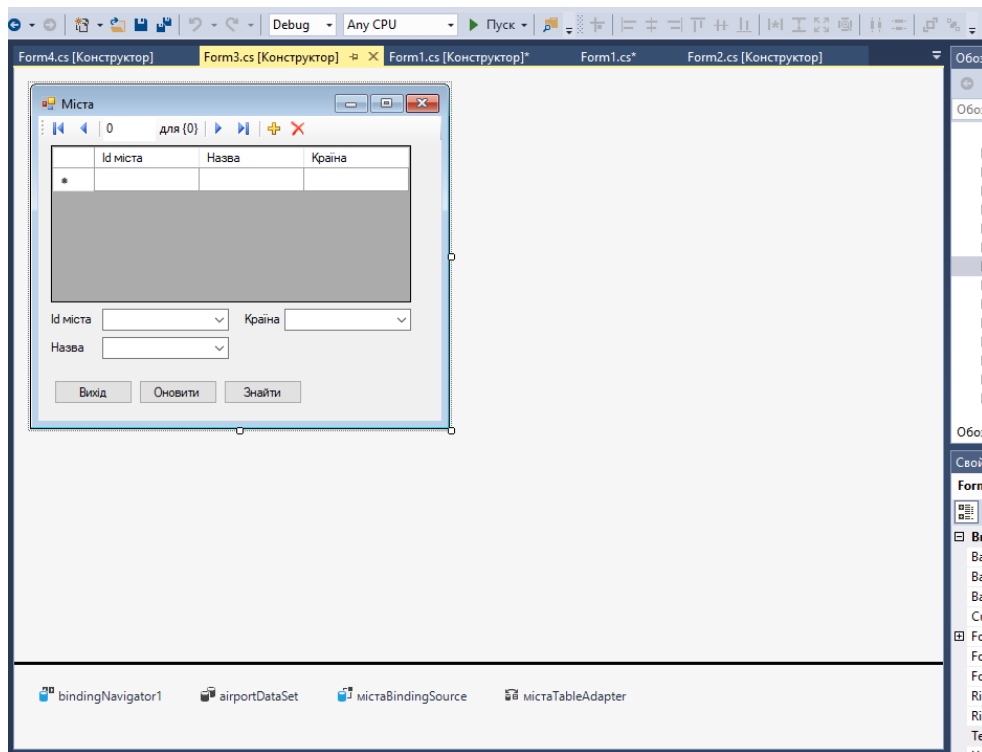 Debug Any CPU Пуск
Form4.cs [Конструктор] Form3.cs [Конструктор] Form1.cs [Конструктор]* Form1.cs* Form2.cs [Конструктор]
Міста
0 для {0}
Id міста Назва Країна
Id міста Країна
Назва
Вихід Оновити Знайти
bindingNavigator1 airportDataSet містаBindingSource містаTableAdapter